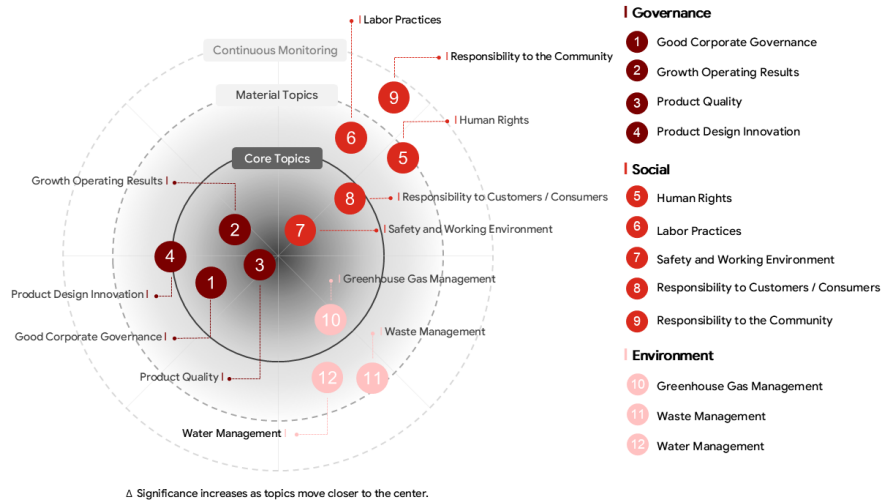 Labor Practices
Continuous Monitoring
Responsibility to the Community
Material Topics
9
Human Rights
6
5
Core Topics
Growth Operating Results
8
Responsibility to Customers / Consumers
2
7
Safety and Working Environment
4
3
Greenhouse Gas Management
1
Product Design Innovation
10
Good Corporate Governance
Waste Management
Product Quality
12
11
Water Management
Δ Significance increases as topics move closer to the center.
Governance
1 Good Corporate Governance
2 Growth Operating Results
3 Product Quality
4 Product Design Innovation
Social
5 Human Rights
6 Labor Practices
7 Safety and Working Environment
8 Responsibility to Customers / Consumers
9 Responsibility to the Community
Environment
10 Greenhouse Gas Management
11 Waste Management
12 Water Management